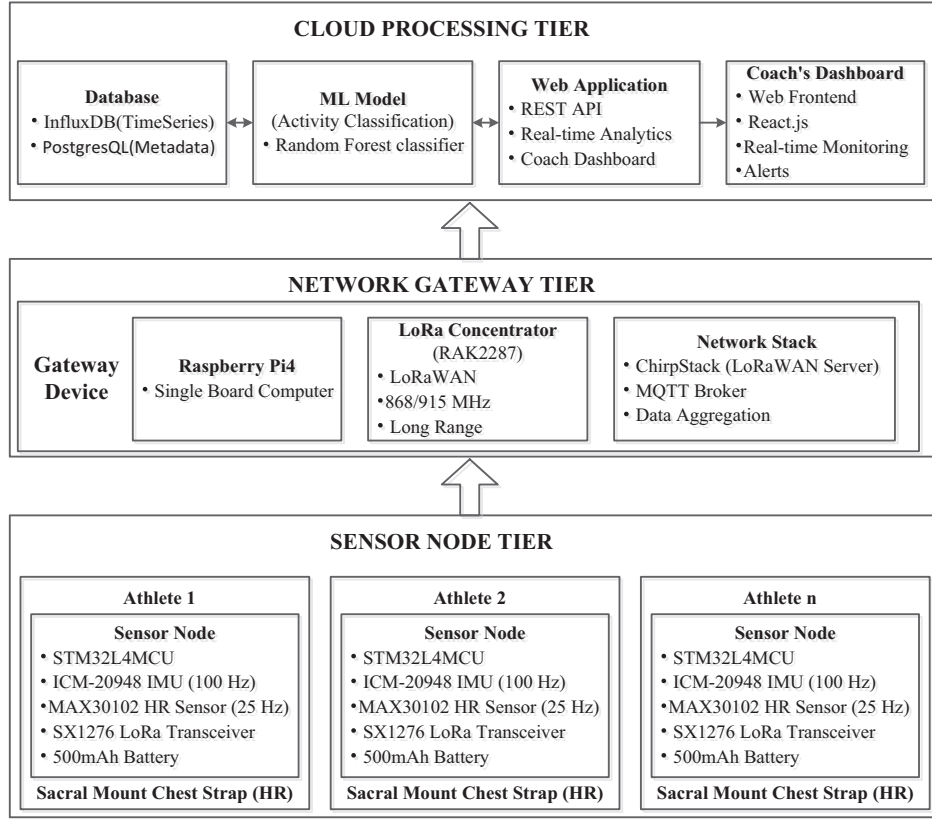 CLOUD PROCESSING TIER
Database
• InfluxDB(TimeSeries)
• PostgresQL(Metadata)
ML Model
(Activity Classification)
• Random Forest classifier
Web Application
• REST API
• Real-time Analytics
• Coach Dashboard
Coach's Dashboard
• Web Frontend
• React.js
•Real-time Monitoring
• Alerts
NETWORK GATEWAY TIER
Gateway
Device
Raspberry Pi4
• Single Board Computer
LoRa Concentrator
(RAK2287)
• LoRaWAN
•868/915 MHz
• Long Range
Network Stack
• ChirpStack (LoRaWAN Server)
• MQTT Broker
• Data Aggregation
SENSOR NODE TIER
Athlete 1
Sensor Node
• STM32L4MCU
• ICM-20948 IMU (100 Hz)
•MAX30102 HR Sensor (25 Hz)
• SX1276 LoRa Transceiver
• 500mAh Battery
Sacral Mount Chest Strap (HR)
Athlete 2
Sensor Node
• STM32L4MCU
• ICM-20948 IMU (100 Hz)
•MAX30102 HR Sensor (25 Hz)
• SX1276 LoRa Transceiver
• 500mAh Battery
Sacral Mount Chest Strap (HR)
Athlete n
Sensor Node
• STM32L4MCU
• ICM-20948 IMU (100 Hz)
•MAX30102 HR Sensor (25 Hz)
• SX1276 LoRa Transceiver
• 500mAh Battery
Sacral Mount Chest Strap (HR)